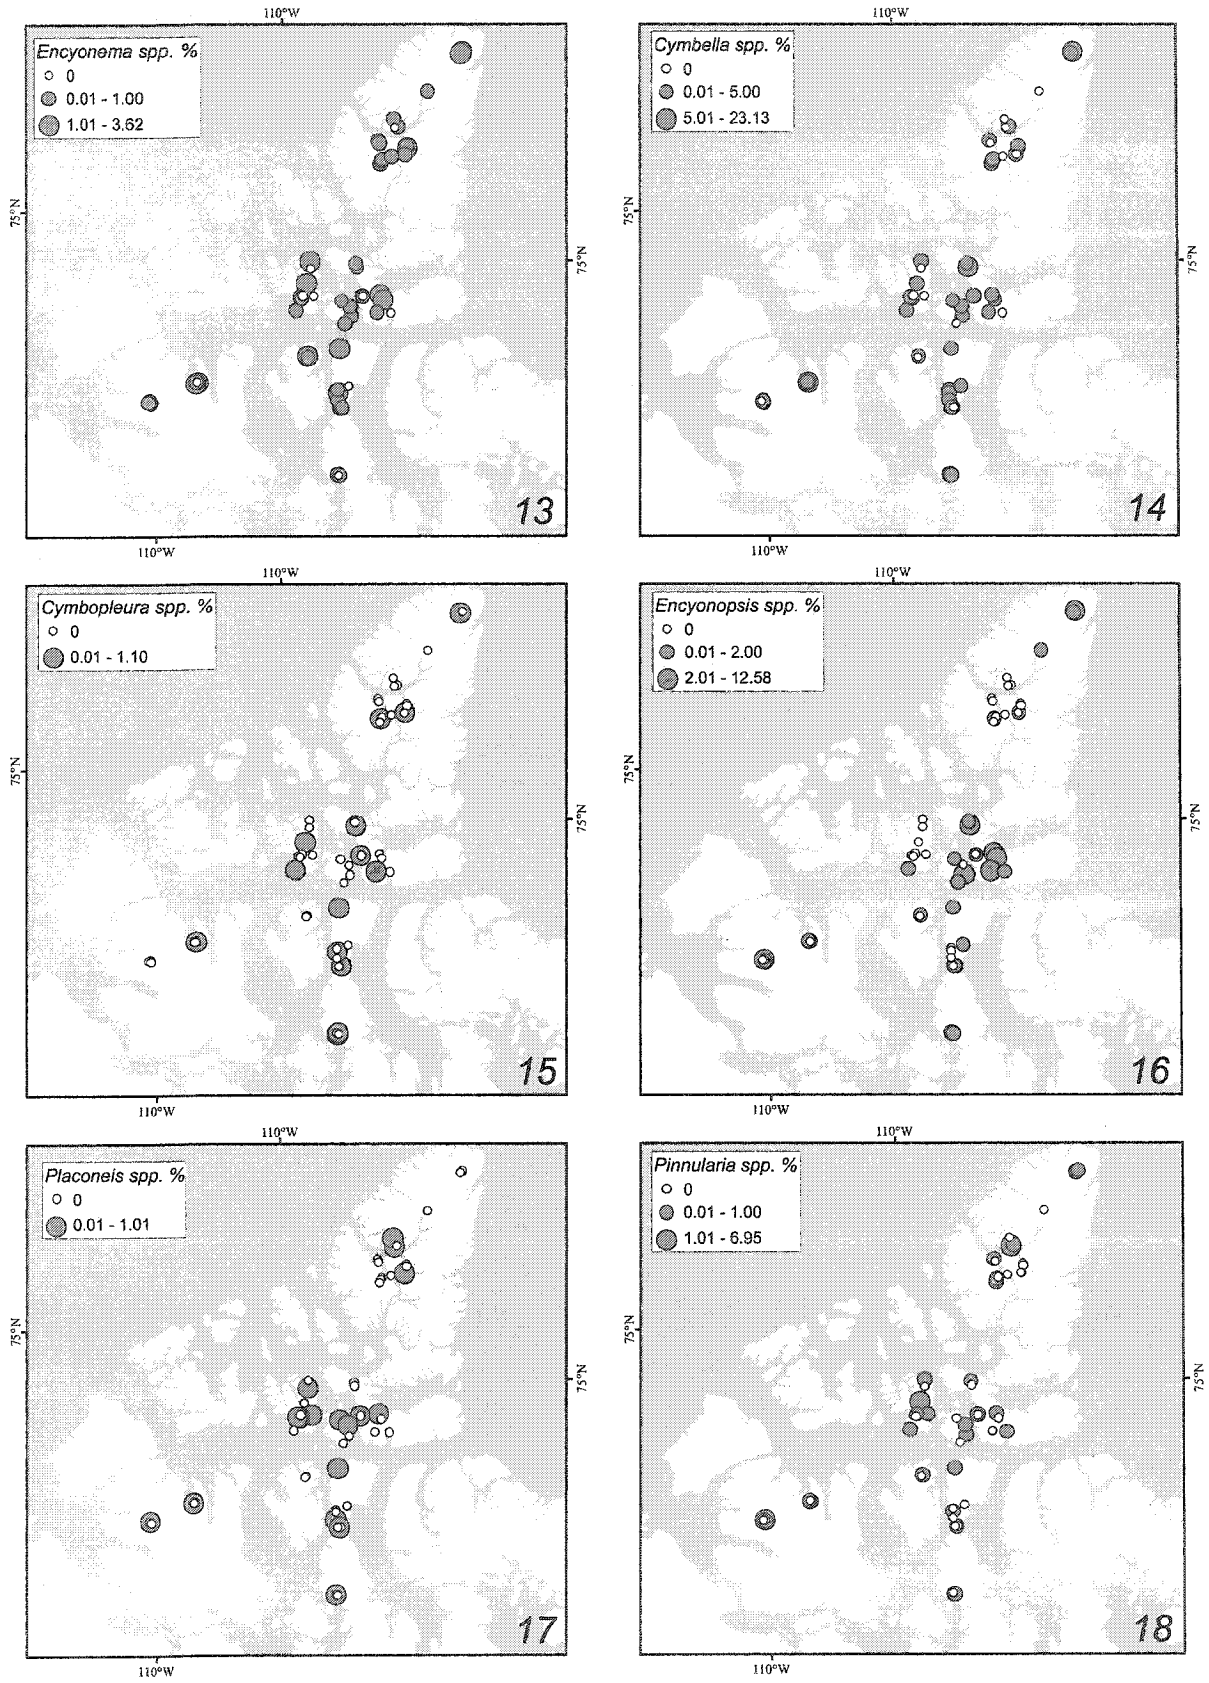 110°W
110°W
Encyonema spp. %
0
0.01 - 1.00
1.01 - 3.62
Cymbella spp. %
0
0.01 - 5.00
5.01 - 23.13
75°N
75°N
75°N
75°N
13
14
110°W
110°W
110°W
110°W
Cymbopleura spp. %
0
0.01 - 1.10
Encyonopsis spp. %
0
0.01 - 2.00
2.01 - 12.58
75°N
75°N
75°N
75°N
15
16
110°W
110°W
110°W
110°W
Placoneis spp. %
0
0.01 - 1.01
Pinnularia spp. %
0
0.01 - 1.00
1.01 - 6.95
75°N
75°N
75°N
75°N
17
18
110°W
110°W